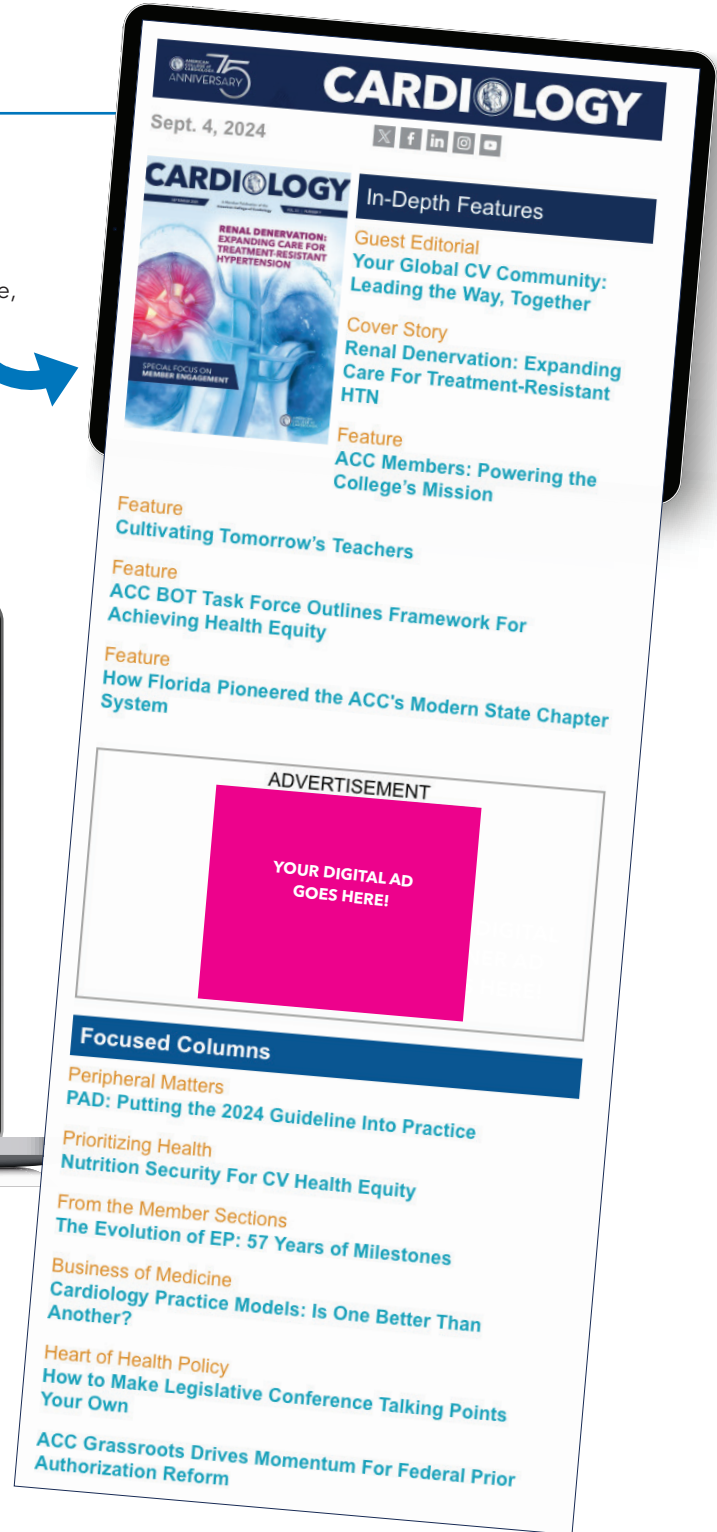 AMERICAN
COLLEGE of
CARDIOLOGY
75
ANNIVERSARY
CARDIOLOGY
Sept. 4, 2024
CARDIOLOGY
RENAL DENERVATION:
EXPANDING CARE FOR
TREATMENT-RESISTANT
HYPERTENSION
SPECIAL FOCUS ON
MEMBER ENGAGEMENT
In-Depth Features
Guest Editorial
Your Global CV Community:
Leading the Way, Together
Cover Story
Renal Denervation: Expanding
Care For Treatment-Resistant
HTN
Feature
ACC Members: Powering the
College’s Mission
e,
Feature
Cultivating Tomorrow’s Teachers
Feature
ACC BOT Task Force Outlines Framework For
Achieving Health Equity
Feature
How Florida Pioneered the ACC's Modern State Chapter
System
ADVERTISEMENT
YOUR DIGITAL AD
GOES HERE!
Focused Columns
Peripheral Matters
PAD: Putting the 2024 Guideline Into Practice
Prioritizing Health
Nutrition Security For CV Health Equity
From the Member Sections
The Evolution of EP: 57 Years of Milestones
Business of Medicine
Cardiology Practice Models: Is One Better Than
Another?
Heart of Health Policy
How to Make Legislative Conference Talking Points
Your Own
ACC Grassroots Drives Momentum For Federal Prior
Authorization Reform